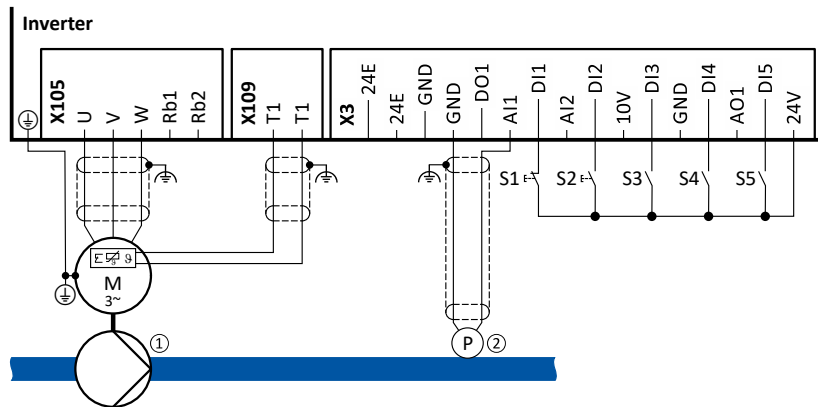 Inverter
X105
U
V
W
Rb1
Rb2
X109
T1
T1
X3
24E
24E
GND
GND
DO1
AI1
DI1
AI2
DI2
10V
DI3
GND
DI4
AO1
DI5
24V
S1
S2
S3
S4
S5
ϑ
M
3~
①
P ②